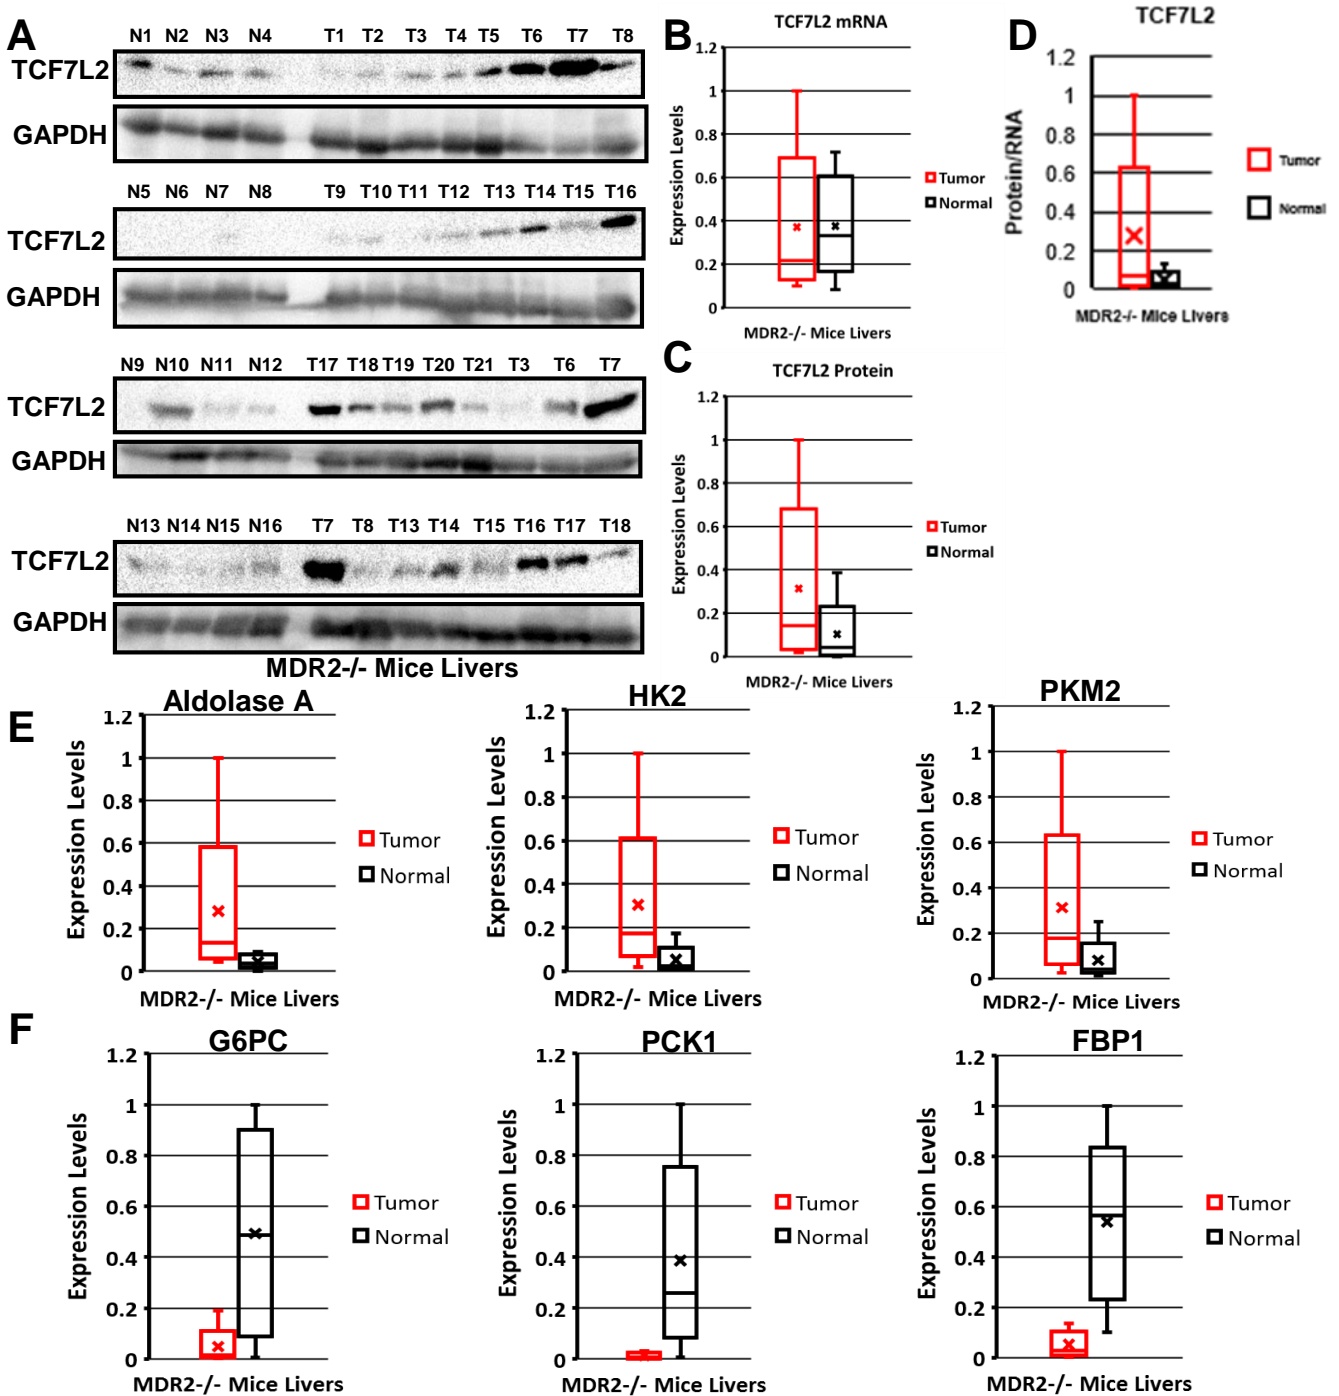 A
N1 N2 N3 N4 T1 T2 T3 T4 T5 T6 T7 T8
TCF7L2
GAPDH
N5 N6 N7 N8 T9 T10 T11 T12 T13 T14 T15 T16
TCF7L2
GAPDH
N9 N10 N11 N12 T17 T18 T19 T20 T21 T3 T6 T7
TCF7L2
GAPDH
N13 N14 N15 N16 T7 T8 T13 T14 T15 T16 T17 T18
TCF7L2
GAPDH
MDR2-/- Mice Livers
B
TCF7L2 mRNA
Expression Levels
1.2
1
0.8
0.6
0.4
0.2
0
Tumor
Normal
MDR2-/- Mice Livers
C
TCF7L2 Protein
Expression Levels
1.2
1
0.8
0.6
0.4
0.2
0
Tumor
Normal
MDR2-/- Mice Livers
D
TCF7L2
Protein/RNA
1.2
1
0.8
0.6
0.4
0.2
0
Tumor
Normal
MDR2-/- Mice Livers
E
Aldolase A
Expression Levels
1.2
1
0.8
0.6
0.4
0.2
0
Tumor
Normal
MDR2-/- Mice Livers
HK2
Expression Levels
1.2
1
0.8
0.6
0.4
0.2
0
Tumor
Normal
MDR2-/- Mice Livers
PKM2
Expression Levels
1.2
1
0.8
0.6
0.4
0.2
0
Tumor
Normal
MDR2-/- Mice Livers
F
G6PC
Expression Levels
1.2
1
0.8
0.6
0.4
0.2
0
Tumor
Normal
MDR2-/- Mice Livers
PCK1
Expression Levels
1.2
1
0.8
0.6
0.4
0.2
0
Tumor
Normal
MDR2-/- Mice Livers
FBP1
Expression Levels
1.2
1
0.8
0.6
0.4
0.2
0
Tumor
Normal
MDR2-/- Mice Livers